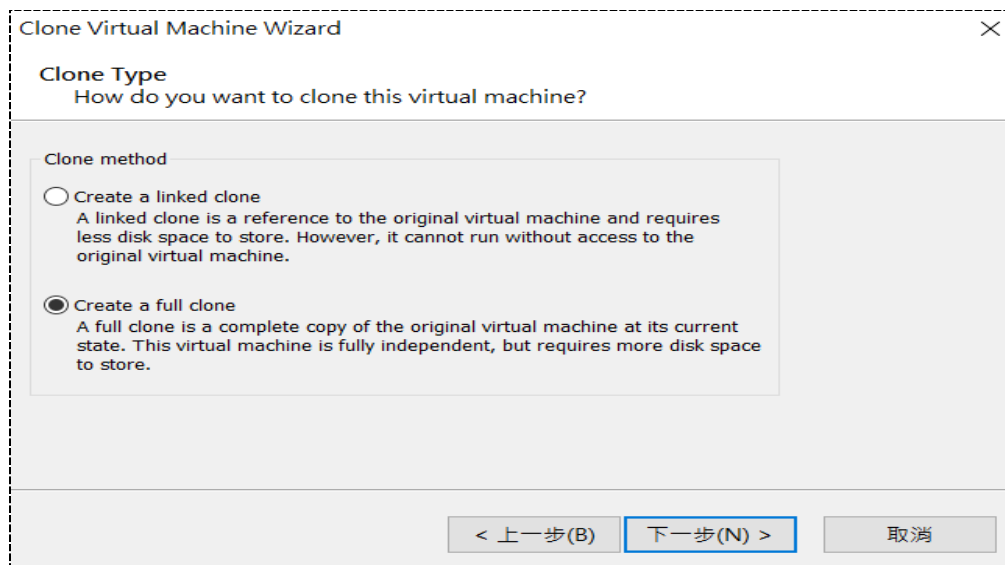 Clone Virtual Machine Wizard
Clone Type
How do you want to clone this virtual machine?
Clone method
Create a linked clone
A linked clone is a reference to the original virtual machine and requires
less disk space to store. However, it cannot run without access to the
original virtual machine.
Create a full clone
A full clone is a complete copy of the original virtual machine at its current
state. This virtual machine is fully independent, but requires more disk space
to store.
< 上一步(B)
下一步(N) >
取消